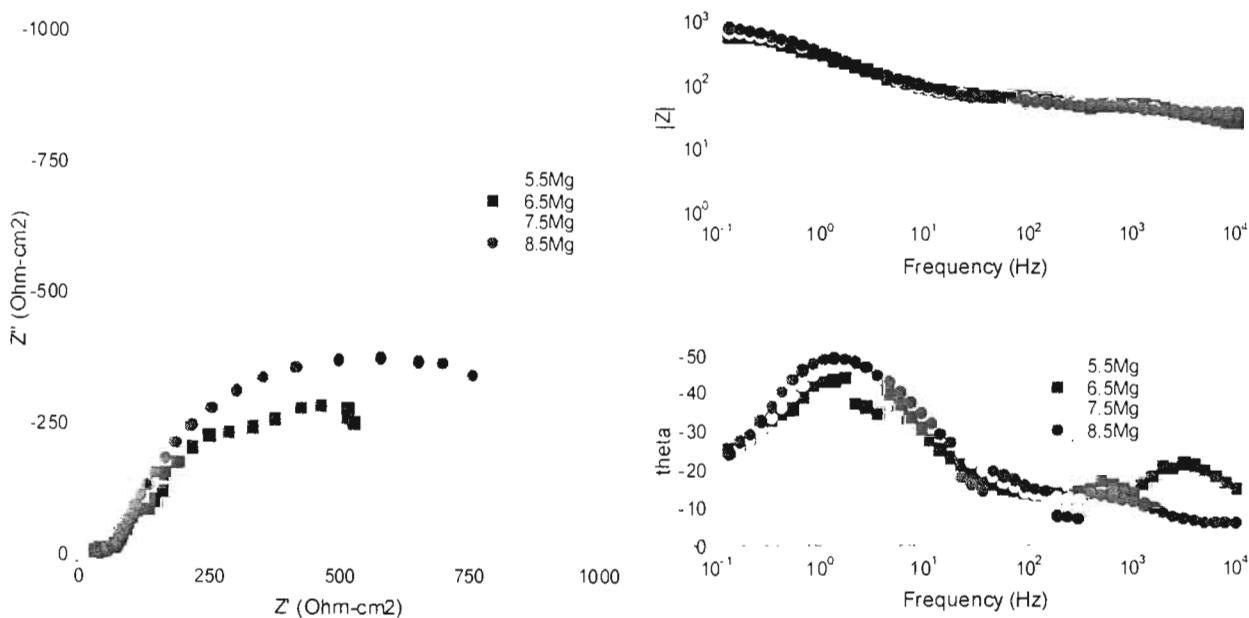 -1000
-750
-500
-250
0
0
250
500
750
1000
Z'' (Ohm-cm2)
Z' (Ohm-cm2)
5.5Mg
6.5Mg
7.5Mg
8.5Mg
10³
10²
10¹
10⁰
|Z|
10⁻¹
10⁰
10¹
10²
10³
10⁴
Frequency (Hz)
-50
-40
-30
-20
-10
-0
theta
5.5Mg
6.5Mg
7.5Mg
8.5Mg
10⁻¹
10⁰
10¹
10²
10³
10⁴
Frequency (Hz)